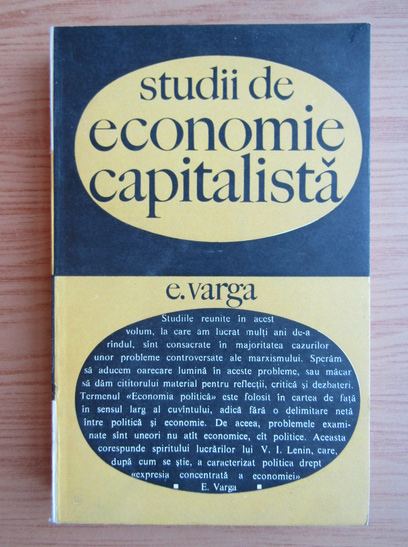 studii de
economie
capitalistă
e.varga
Studiile reunite în acest
volum, la care am lucrat mulți ani de-a-
rîndul, sînt consacrate în majoritatea cazurilor
unor probleme controversate ale marxismului. Sperăm
să aducem oarecare lumină în aceste probleme, sau măcar
să dăm cititorului material pentru reflecții, critică și dezbateri.
Termenul «Economia politică» este folosit în cartea de față
în sensul larg al cuvîntului, adică fără o delimitare netă
între politică și economie. De aceea, problemele exami-
nate sînt uneori nu atît economice, cît politice. Aceasta
corespunde spiritului lucrărilor lui V. I. Lenin, care,
după cum se știe, a caracterizat politica drept
«expresia concentrată a economiei»
E. Varga